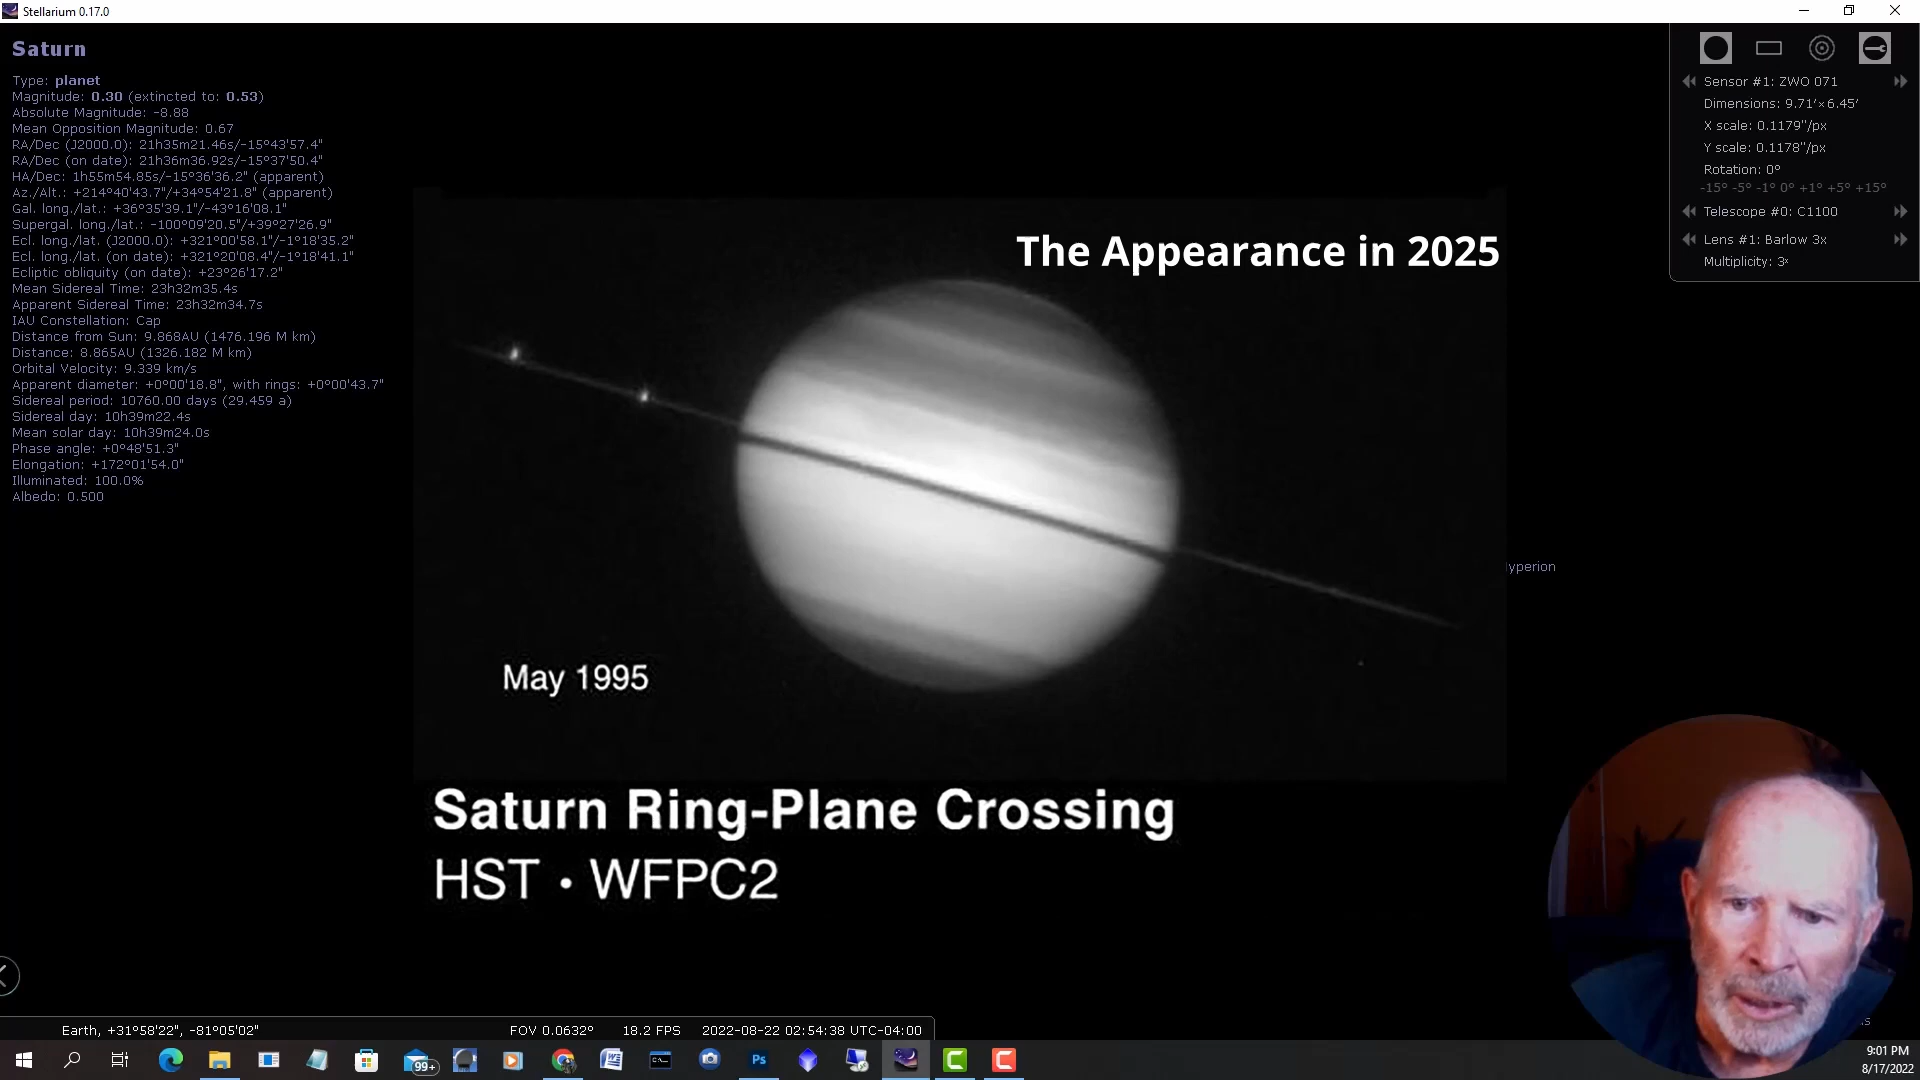 Stellarium 0.17.0
Saturn
Type: planet
Magnitude: 0.30 (extincted to: 0.53)
Absolute Magnitude: -8.88
Mean Opposition Magnitude: 0.67
RA/Dec (J2000.0): 21h35m21.46s/-15°43'57.4"
RA/Dec (on date): 21h36m36.92s/-15°37'50.4"
HA/Dec: 1h55m54.85s/-15°36'36.2" (apparent)
Az./Alt.: +214°40'43.7"/+34°54'21.8" (apparent)
Gal. long./lat.: +36°35'39.1"/-43°16'08.1"
Supergal. long./lat.: -100°09'20.5"/+39°27'26.9"
Ecl. long./lat. (J2000.0): +321°00'58.1"/-1°18'35.2"
Ecl. long./lat. (on date): +321°20'08.4"/-1°18'41.1"
Ecliptic obliquity (on date): +23°26'17.2"
Mean Sidereal Time: 23h32m35.4s
Apparent Sidereal Time: 23h32m34.7s
IAU Constellation: Cap
Distance from Sun: 9.868AU (1476.196 M km)
Distance: 8.865AU (1326.182 M km)
Orbital Velocity: 9.339 km/s
Apparent diameter: +0°00'18.8", with rings: +0°00'43.7"
Sidereal period: 10760.00 days (29.459 a)
Sidereal day: 10h39m22.4s
Mean solar day: 10h39m24.0s
Phase angle: +0°48'51.3"
Elongation: +172°01'54.0"
Illuminated: 100.0%
Albedo: 0.500
Sensor #1: ZWO 071
Dimensions: 9.71′×6.45′
X scale: 0.1179"/px
Y scale: 0.1178"/px
Rotation: 0°
-15° -5° -1° 0° +1° +5° +15°
Telescope #0: C1100
Lens #1: Barlow 3x
Multiplicity: 3ˣ
The Appearance in 2025
yperion
May 1995
Saturn Ring-Plane Crossing
HST • WFPC2
Earth, +31°58'22", -81°05'02"
FOV 0.0632°
18.2 FPS
2022-08-22 02:54:38 UTC-04:00
99+
Ps
9:01 PM
8/17/2022